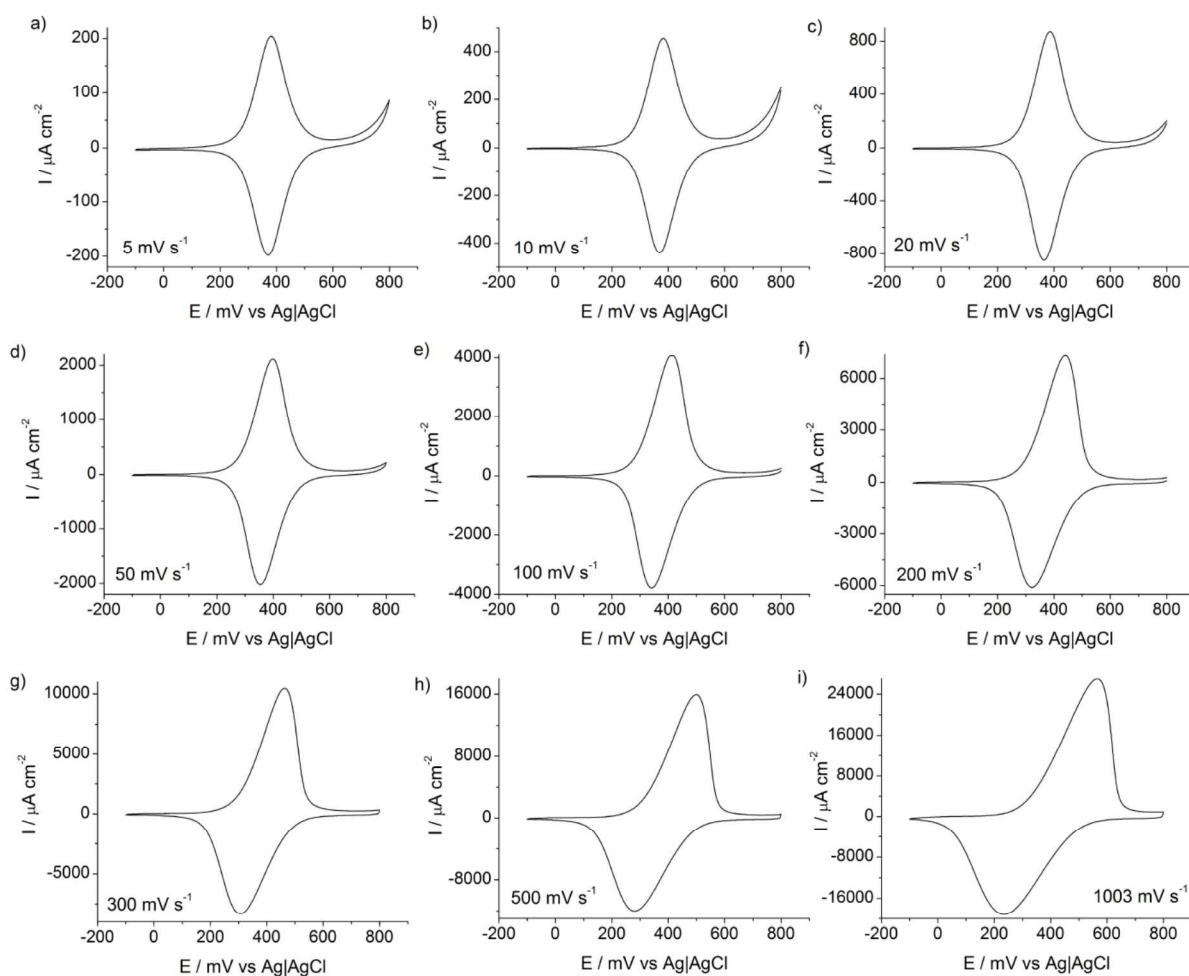 a)
I / μA cm⁻²
200
100
0
-100
-200
5 mV s⁻¹
-200 0 200 400 600 800
E / mV vs Ag|AgCl
b)
I / μA cm⁻²
400
200
0
-200
-400
10 mV s⁻¹
-200 0 200 400 600 800
E / mV vs Ag|AgCl
c)
I / μA cm⁻²
800
400
0
-400
-800
20 mV s⁻¹
-200 0 200 400 600 800
E / mV vs Ag|AgCl
d)
I / μA cm⁻²
2000
1000
0
-1000
-2000
50 mV s⁻¹
-200 0 200 400 600 800
E / mV vs Ag|AgCl
e)
I / μA cm⁻²
4000
2000
0
-2000
-4000
100 mV s⁻¹
-200 0 200 400 600 800
E / mV vs Ag|AgCl
f)
I / μA cm⁻²
6000
3000
0
-3000
-6000
200 mV s⁻¹
-200 0 200 400 600 800
E / mV vs Ag|AgCl
g)
I / μA cm⁻²
10000
5000
0
-5000
300 mV s⁻¹
-200 0 200 400 600 800
E / mV vs Ag|AgCl
h)
I / μA cm⁻²
16000
8000
0
-8000
500 mV s⁻¹
-200 0 200 400 600 800
E / mV vs Ag|AgCl
i)
I / μA cm⁻²
24000
16000
8000
0
-8000
-16000
1003 mV s⁻¹
-200 0 200 400 600 800
E / mV vs Ag|AgCl